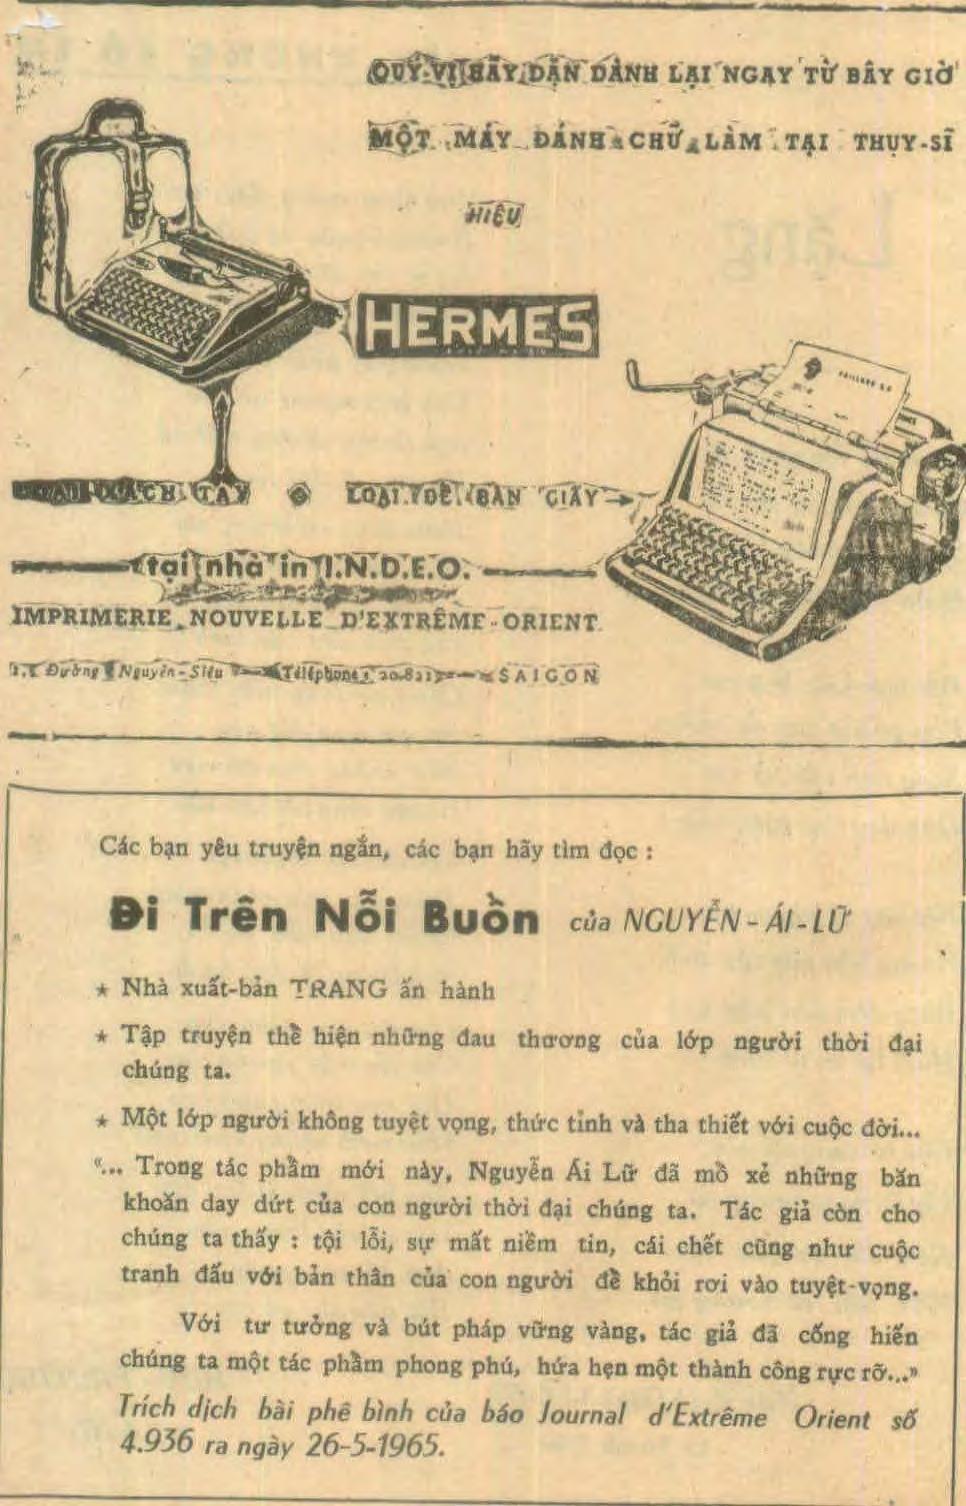 QUÝ-VỊ HÃY DẶN DÀNH LẠI NGAY TỪ BÂY GIỜ
MỘT MÁY ĐÁNH CHỮ LÀM TẠI THỤY-SĨ
HIỆU
HERMES
XÁCH TAY LOẠI ĐỂ BÀN GIẤY
tại nhà in I.N.D.E.O.
IMPRIMERIE NOUVELLE D'EXTRÊME-ORIENT
Đường Nguyễn-Siêu Téléphone: 20.821 SAIGON
Các bạn yêu truyện ngắn, các bạn hãy tìm đọc :
Đi Trên Nỗi Buồn của NGUYỄN - ÁI - LỮ
★ Nhà xuất-bản TRANG ấn hành
★ Tập truyện thể hiện những đau thương của lớp người thời đại
chúng ta.
★ Một lớp người không tuyệt vọng, thức tỉnh và tha thiết với cuộc đời...
«... Trong tác phẩm mới này, Nguyễn Ái Lữ đã mổ xẻ những băn
khoăn day dứt của con người thời đại chúng ta. Tác giả còn cho
chúng ta thấy : tội lỗi, sự mất niềm tin, cái chết cũng như cuộc
tranh đấu với bản thân của con người để khỏi rơi vào tuyệt-vọng.
Với tư tưởng và bút pháp vững vàng, tác giả đã cống hiến
chúng ta một tác phẩm phong phú, hứa hẹn một thành công rực rỡ...»
Trích dịch bài phê bình của báo Journal d'Extrême Orient số
4.936 ra ngày 26-5-1965.